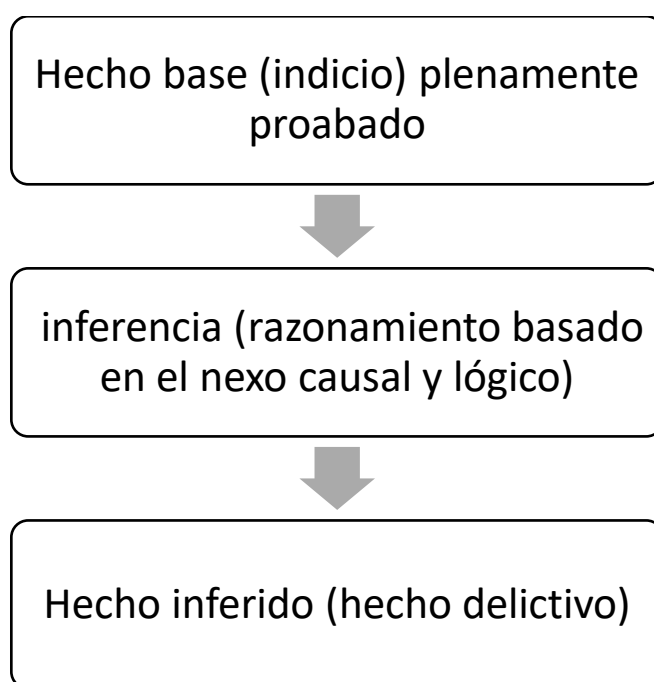 Hecho base (indicio) plenamente
proabado
inferencia (razonamiento basado
en el nexo causal y lógico)
Hecho inferido (hecho delictivo)